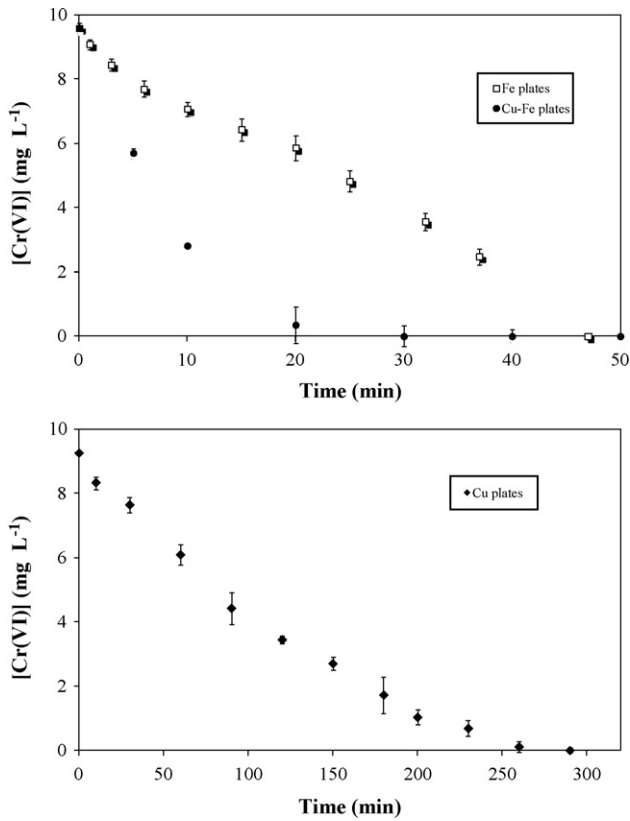 10
8
6
4
2
0
[Cr(VI)] (mg L-1)
Fe plates
Cu-Fe plates
0 10 20 30 40 50
Time (min)
10
8
6
4
2
0
[Cr(VI)] (mg L-1)
Cu plates
0 50 100 150 200 250 300
Time (min)